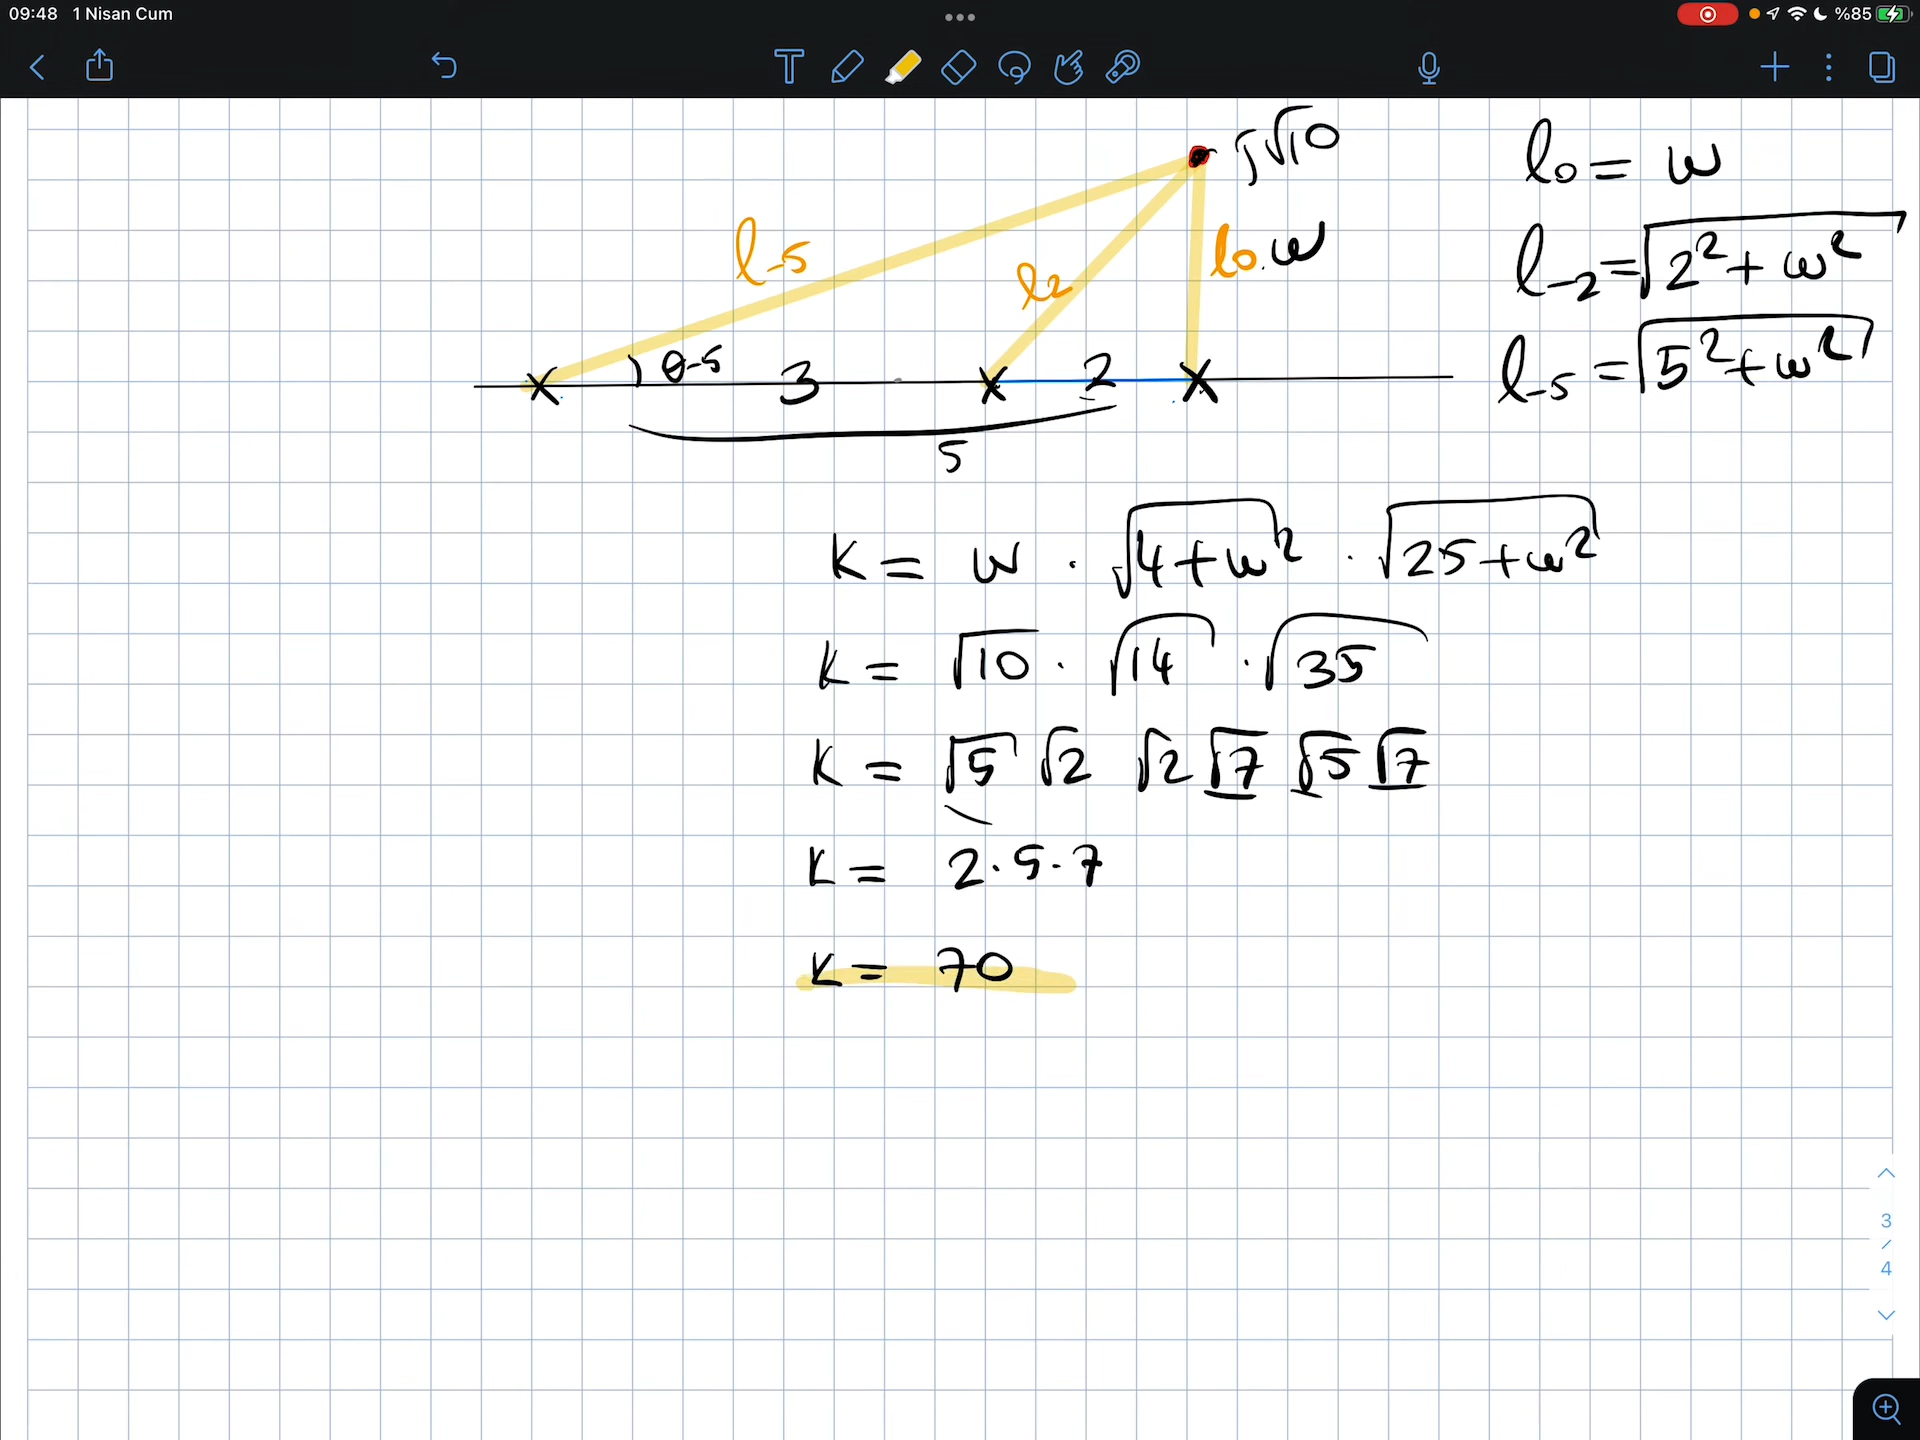 09:48 1 Nisan Cum
%85
T
j√10
l₀ = w
l₋₅
l₂
l₀ . w
l₋₂ = √(2² + w²)
θ₋₅
3
2
l₋₅ = √(5² + w²)
5
K = w · √(4+w²) · √(25+w²)
K = √10 · √14 · √35
K = √5 √2 √2 √7 √5 √7
K = 2·5·7
K = 70
3
/
4